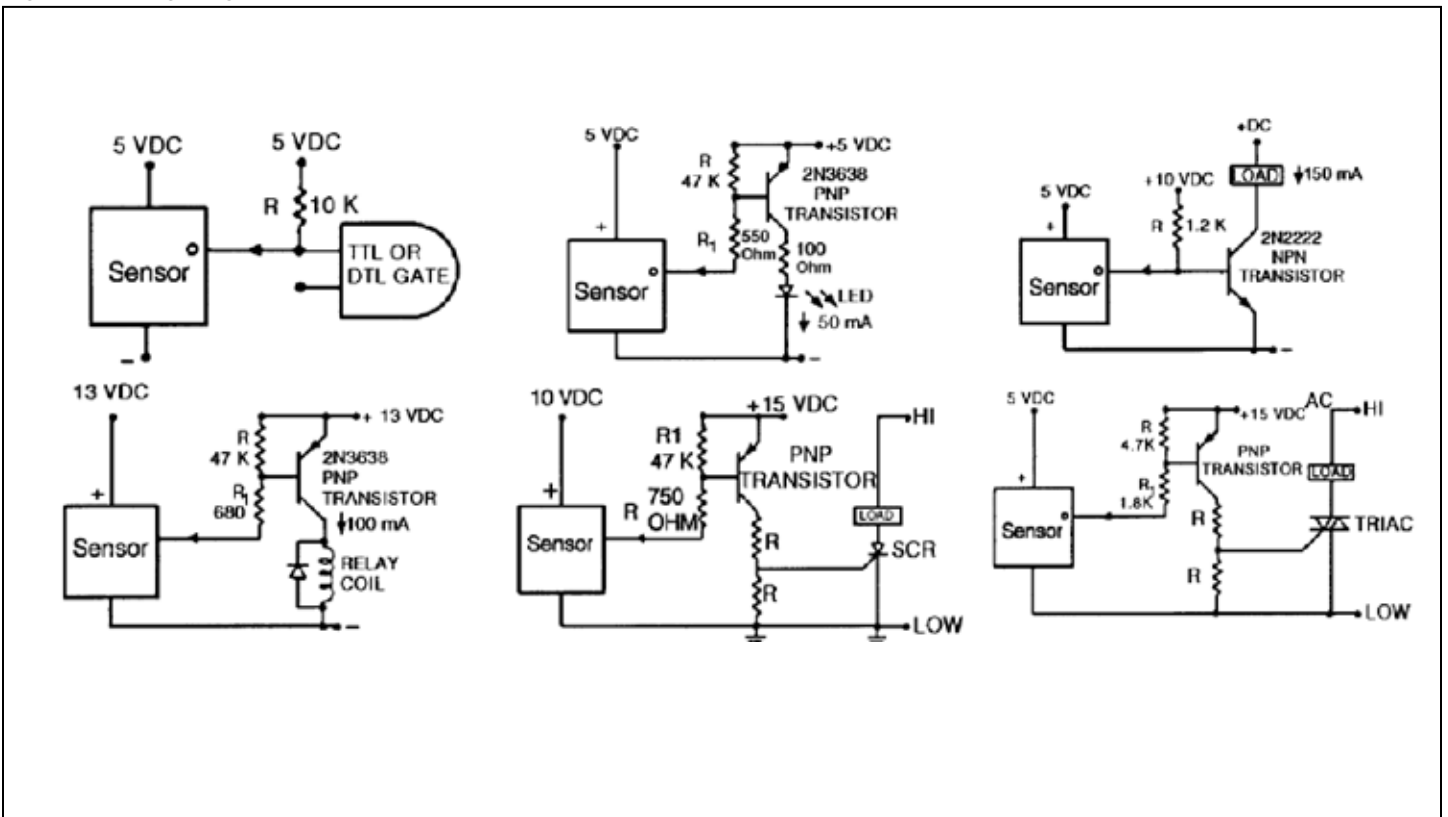 5 VDC
5 VDC
R
10 K
Sensor
TTL OR
DTL GATE
-
5 VDC
+5 VDC
R
47 K
2N3638
PNP
TRANSISTOR
+
R1
550
Ohm
100
Ohm
Sensor
LED
50 mA
-
+DC
LOAD
150 mA
5 VDC
+10 VDC
+
R
1.2 K
2N2222
NPN
TRANSISTOR
Sensor
-
13 VDC
+ 13 VDC
R
47 K
2N3638
PNP
TRANSISTOR
+
R1
680
100 mA
Sensor
RELAY
COIL
-
10 VDC
+15 VDC
HI
R1
47 K
PNP
TRANSISTOR
+
R
750
OHM
LOAD
Sensor
R
SCR
R
LOW
5 VDC
+15 VDC
AC
HI
R
4.7K
PNP
TRANSISTOR
+
R1
1.8K
LOAD
Sensor
R
TRIAC
R
LOW